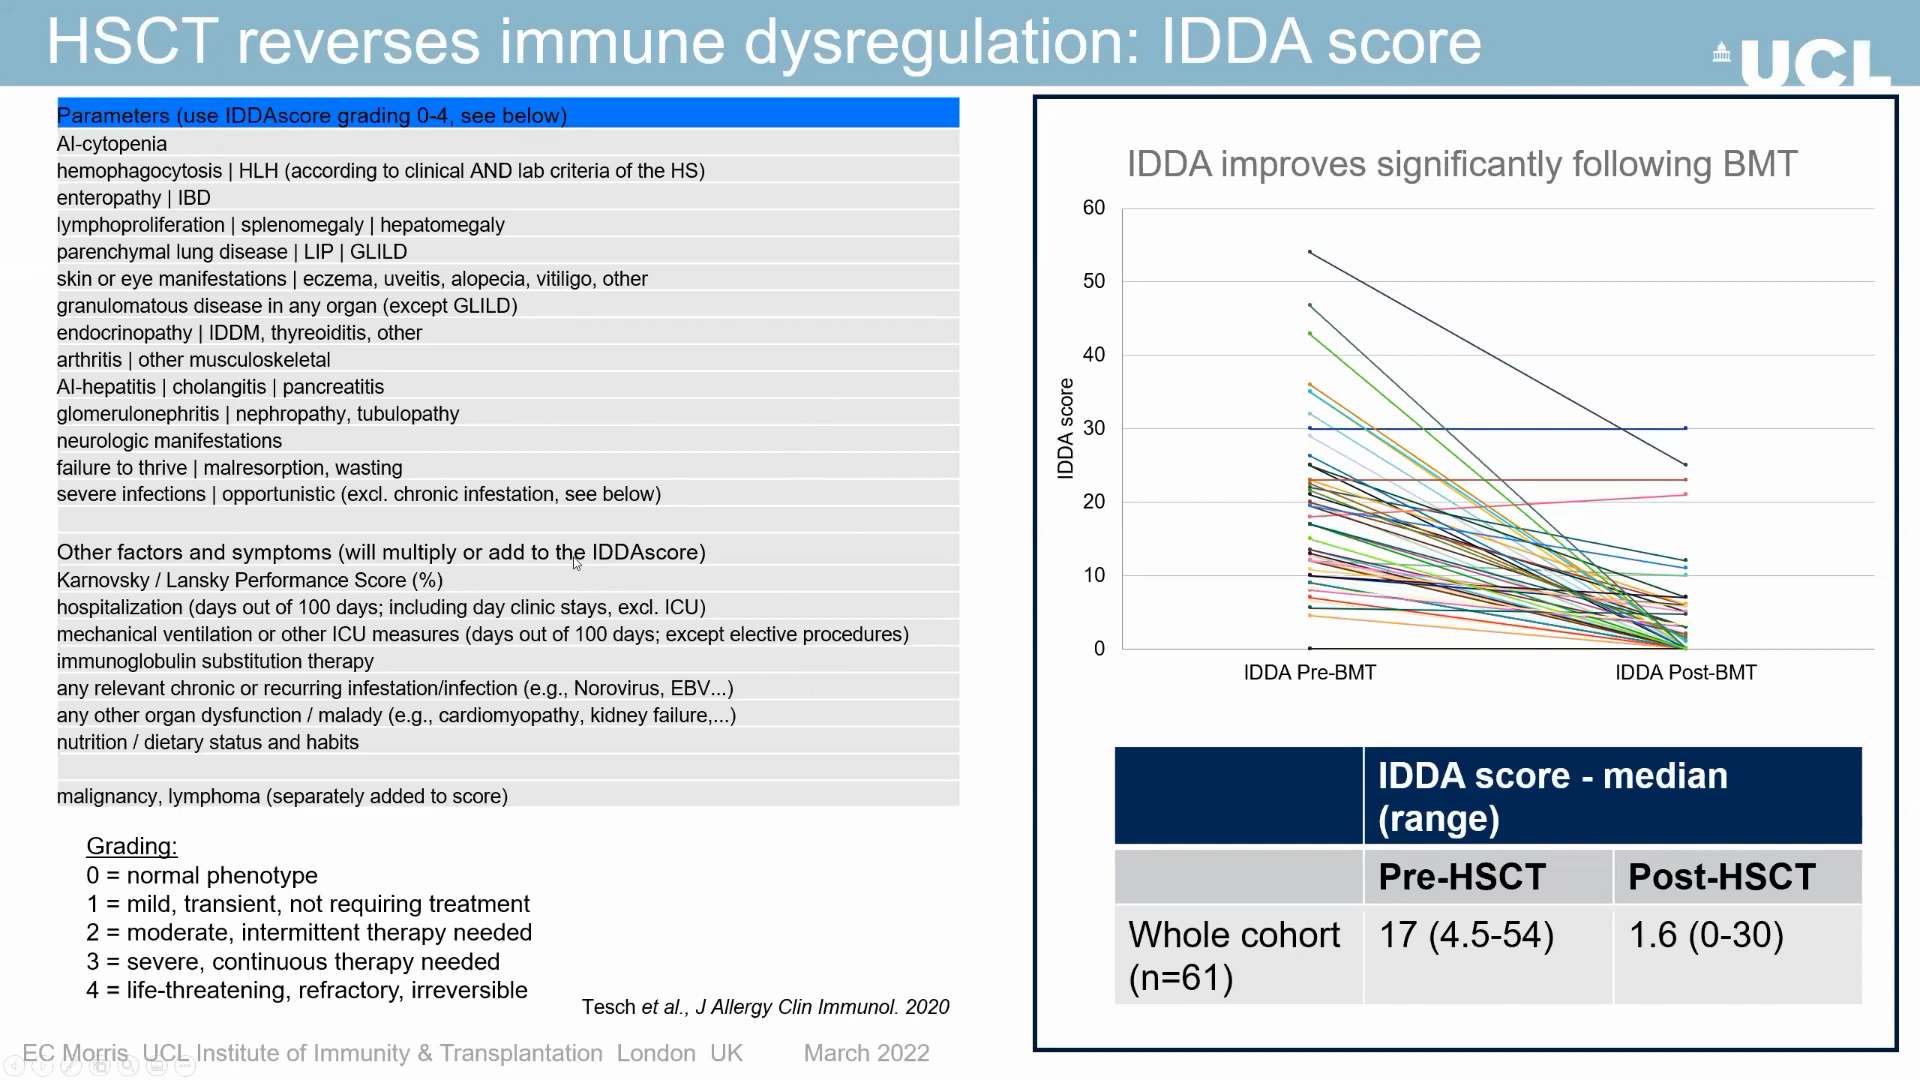 HSCT reverses immune dysregulation: IDDA score
UCL
Parameters (use IDDAscore grading 0-4, see below)
AI-cytopenia
hemophagocytosis | HLH (according to clinical AND lab criteria of the HS)
enteropathy | IBD
lymphoproliferation | splenomegaly | hepatomegaly
parenchymal lung disease | LIP | GLILD
skin or eye manifestations | eczema, uveitis, alopecia, vitiligo, other
granulomatous disease in any organ (except GLILD)
endocrinopathy | IDDM, thyreoiditis, other
arthritis | other musculoskeletal
AI-hepatitis | cholangitis | pancreatitis
glomerulonephritis | nephropathy, tubulopathy
neurologic manifestations
failure to thrive | malresorption, wasting
severe infections | opportunistic (excl. chronic infestation, see below)
Other factors and symptoms (will multiply or add to the IDDAscore)
Karnovsky / Lansky Performance Score (%)
hospitalization (days out of 100 days; including day clinic stays, excl. ICU)
mechanical ventilation or other ICU measures (days out of 100 days; except elective procedures)
immunoglobulin substitution therapy
any relevant chronic or recurring infestation/infection (e.g., Norovirus, EBV...)
any other organ dysfunction / malady (e.g., cardiomyopathy, kidney failure,...)
nutrition / dietary status and habits
malignancy, lymphoma (separately added to score)
Grading:
0 = normal phenotype
1 = mild, transient, not requiring treatment
2 = moderate, intermittent therapy needed
3 = severe, continuous therapy needed
4 = life-threatening, refractory, irreversible
Tesch et al., J Allergy Clin Immunol. 2020
IDDA improves significantly following BMT
60
50
40
30
20
10
0
IDDA score
IDDA Pre-BMT
IDDA Post-BMT
IDDA score - median
(range)
Pre-HSCT
Post-HSCT
Whole cohort
(n=61)
17 (4.5-54)
1.6 (0-30)
EC Morris UCL Institute of Immunity & Transplantation London UK
March 2022